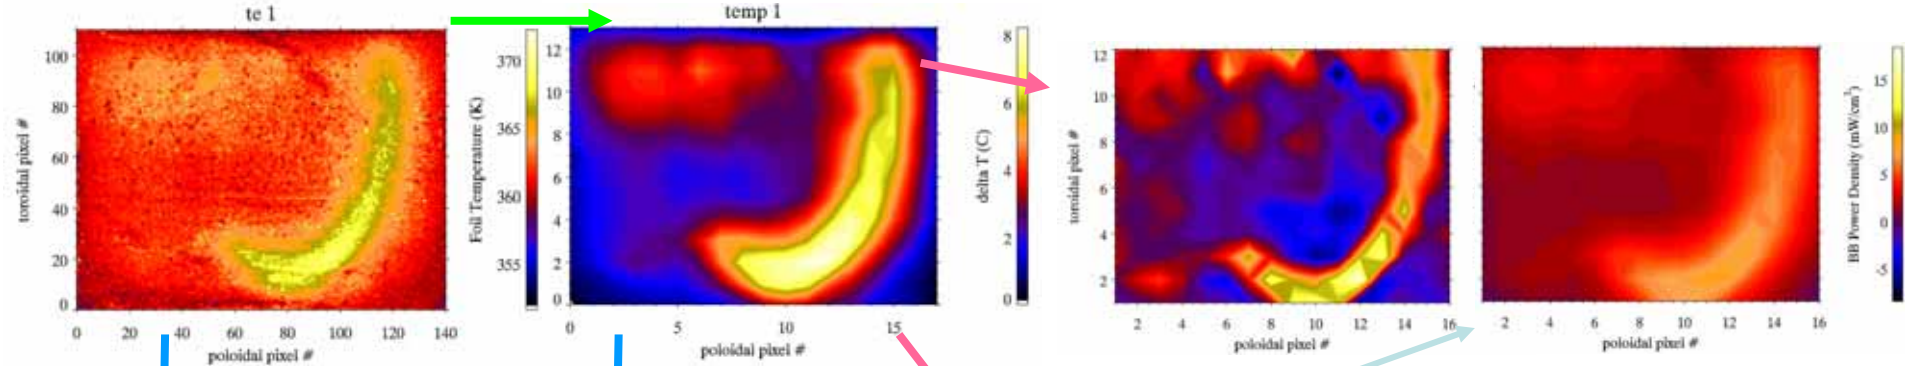 te 1
100
80
60
40
20
0
toroidal pixel #
0 20 40 60 80 100 120 140
poloidal pixel #
370
365
360
355
Foil Temperature (K)
temp 1
12
10
8
6
4
2
0
0 5 10 15
poloidal pixel #
8
6
4
2
0
delta T (C)
12
10
8
6
4
2
toroidal pixel #
2 4 6 8 10 12 14 16
poloidal pixel #
2 4 6 8 10 12 14 16
poloidal pixel #
15
10
5
0
-5
BB Power Density (mW/cm²)